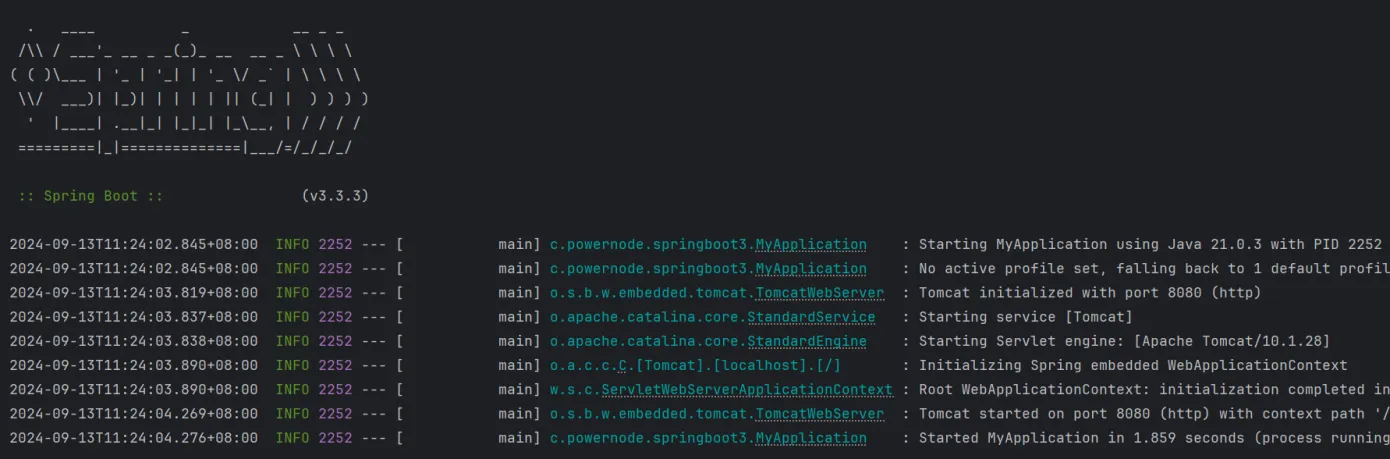 .   ____          _            __ _ _
 /\\ / ___'_ __ _ _(_)_ __  __ _ \ \ \ \
( ( )\___ | '_ | '_| | '_ \/ _` | \ \ \ \
 \\/  ___)| |_)| | | | | || (_| |  ) ) ) )
  '  |____| .__|_| |_|_| |_\__, | / / / /
 =========|_|==============|___/=/_/_/_/
 :: Spring Boot ::                (v3.3.3)
2024-09-13T11:24:02.845+08:00  INFO 2252 --- [           main] c.powernode.springboot3.MyApplication    : Starting MyApplication using Java 21.0.3 with PID 2252
2024-09-13T11:24:02.845+08:00  INFO 2252 --- [           main] c.powernode.springboot3.MyApplication    : No active profile set, falling back to 1 default profil
2024-09-13T11:24:03.819+08:00  INFO 2252 --- [           main] o.s.b.w.embedded.tomcat.TomcatWebServer  : Tomcat initialized with port 8080 (http)
2024-09-13T11:24:03.837+08:00  INFO 2252 --- [           main] o.apache.catalina.core.StandardService   : Starting service [Tomcat]
2024-09-13T11:24:03.838+08:00  INFO 2252 --- [           main] o.apache.catalina.core.StandardEngine    : Starting Servlet engine: [Apache Tomcat/10.1.28]
2024-09-13T11:24:03.890+08:00  INFO 2252 --- [           main] o.a.c.c.C.[Tomcat].[localhost].[/]       : Initializing Spring embedded WebApplicationContext
2024-09-13T11:24:03.890+08:00  INFO 2252 --- [           main] w.s.c.ServletWebServerApplicationContext : Root WebApplicationContext: initialization completed in
2024-09-13T11:24:04.269+08:00  INFO 2252 --- [           main] o.s.b.w.embedded.tomcat.TomcatWebServer  : Tomcat started on port 8080 (http) with context path '/
2024-09-13T11:24:04.276+08:00  INFO 2252 --- [           main] c.powernode.springboot3.MyApplication    : Started MyApplication in 1.859 seconds (process running